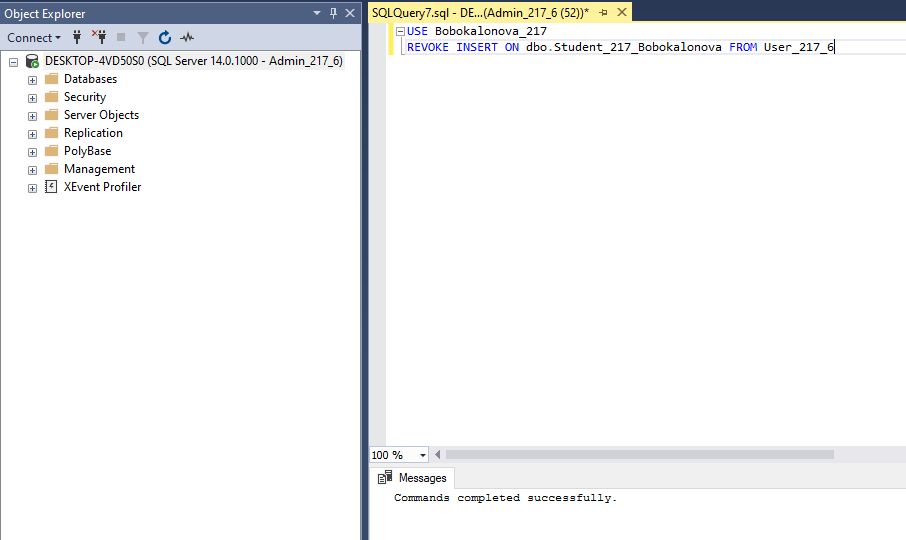 Object Explorer
Connect
DESKTOP-4VD50S0 (SQL Server 14.0.1000 - Admin_217_6)
Databases
Security
Server Objects
Replication
PolyBase
Management
XEvent Profiler
SQLQuery7.sql - DE...(Admin_217_6 (52))*
USE Bobokalonova_217
REVOKE INSERT ON dbo.Student_217_Bobokalonova FROM User_217_6
100 %
Messages
Commands completed successfully.